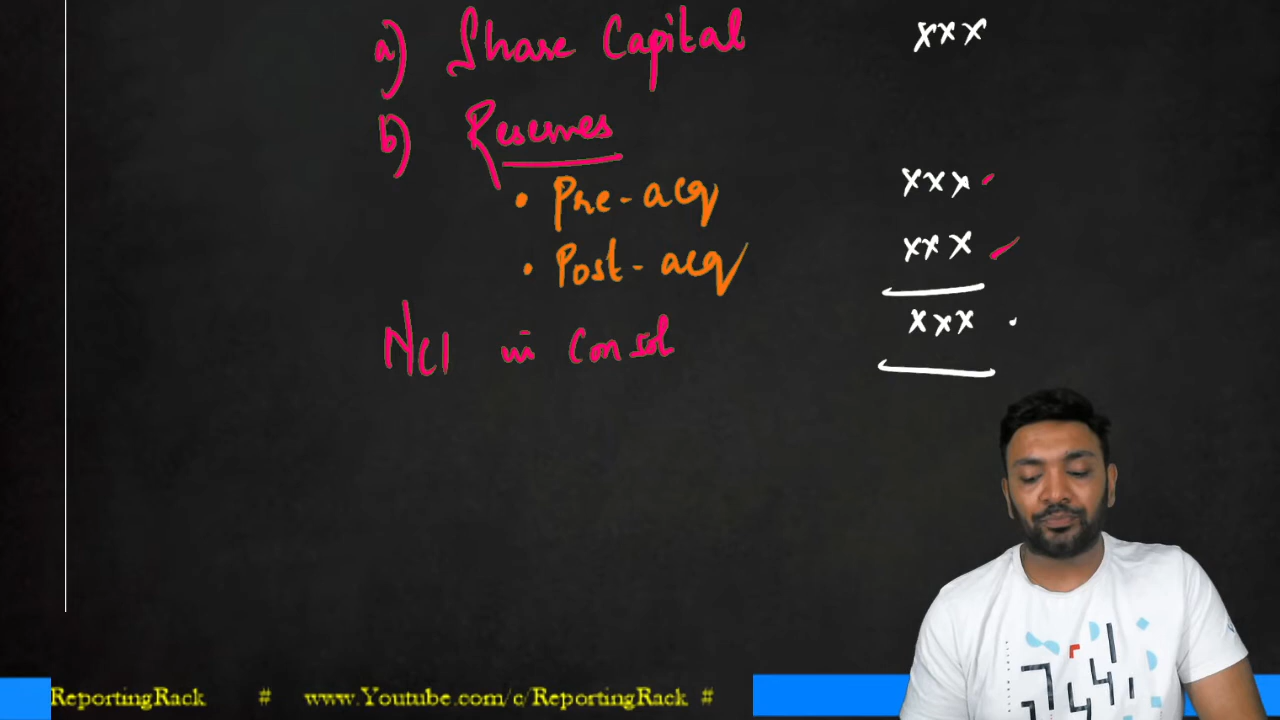 a) Share Capital xxx
b) Reserves
• Pre-acq xxx
• Post-acq xxx
NCI in Consol xxx
ReportingRack # www.Youtube.com/c/ReportingRack #